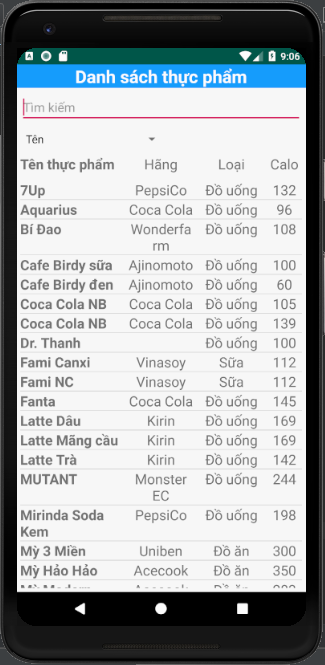 9:06
Danh sách thực phẩm
Tìm kiếm
Tên
Tên thực phẩm Hãng Loại Calo
7Up PepsiCo Đồ uống 132
Aquarius Coca Cola Đồ uống 96
Bí Đao Wonderfa Đồ uống 108
rm
Cafe Birdy sữa Ajinomoto Đồ uống 100
Cafe Birdy đen Ajinomoto Đồ uống 60
Coca Cola NB Coca Cola Đồ uống 105
Coca Cola NB Coca Cola Đồ uống 139
Dr. Thanh Đồ uống 100
Fami Canxi Vinasoy Sữa 112
Fami NC Vinasoy Sữa 112
Fanta Coca Cola Đồ uống 145
Latte Dâu Kirin Đồ uống 169
Latte Mãng cầu Kirin Đồ uống 169
Latte Trà Kirin Đồ uống 142
MUTANT Monster Đồ uống 244
EC
Mirinda Soda PepsiCo Đồ uống 198
Kem
Mỳ 3 Miền Uniben Đồ ăn 300
Mỳ Hảo Hảo Acecook Đồ ăn 350